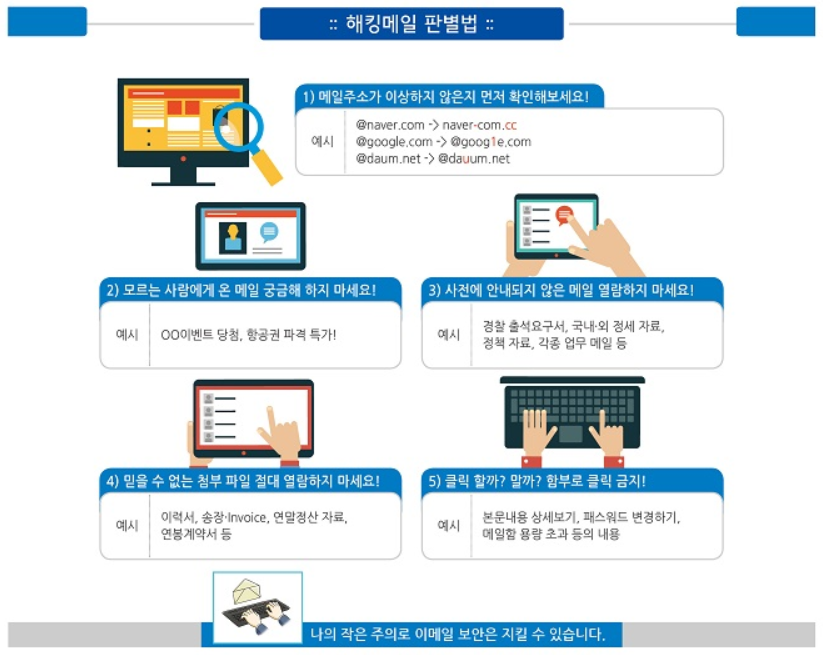 :: 해킹메일 판별법 ::
1) 메일주소가 이상하지 않은지 먼저 확인해보세요!
예시
@naver.com -> naver-com.cc
@google.com -> @goog1e.com
@daum.net -> @dauum.net
2) 모르는 사람에게 온 메일 궁금해 하지 마세요!
예시
OO이벤트 당첨, 항공권 파격 특가!
3) 사전에 안내되지 않은 메일 열람하지 마세요!
예시
경찰 출석요구서, 국내·외 정세 자료,
정책 자료, 각종 업무 메일 등
4) 믿을 수 없는 첨부 파일 절대 열람하지 마세요!
예시
이력서, 송장·Invoice, 연말정산 자료,
연봉계약서 등
5) 클릭 할까? 말까? 함부로 클릭 금지!
예시
본문내용 상세보기, 패스워드 변경하기,
메일함 용량 초과 등의 내용
나의 작은 주의로 이메일 보안은 지킬 수 있습니다.